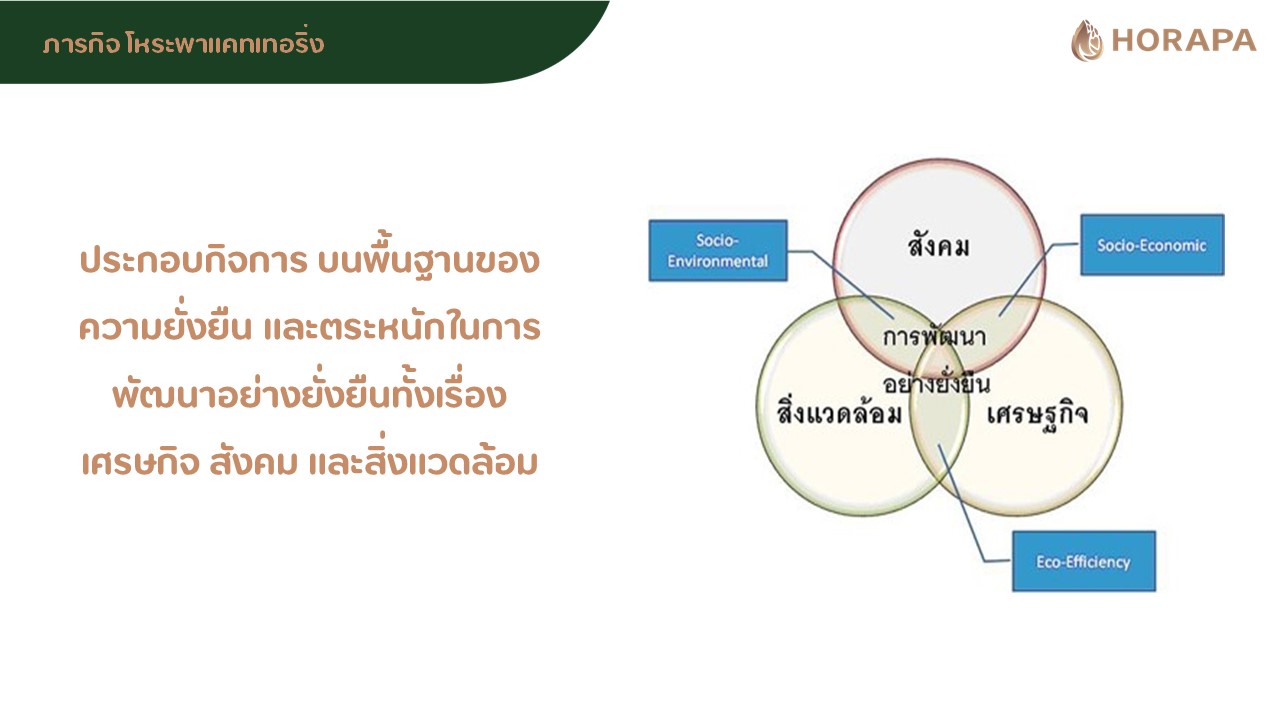 ภารกิจ โหระพาแคทเทอริ่ง
HORAPA
ประกอบกิจการ บนพื้นฐานของ
ความยั่งยืน และตระหนักในการ
พัฒนาอย่างยั่งยืนทั้งเรื่อง
เศรษกิจ สังคม และสิ่งแวดล้อม
สังคม
Socio-
Environmental
Socio-Economic
การพัฒนา
อย่างยั่งยืน
สิ่งแวดล้อม
เศรษฐกิจ
Eco-Efficiency